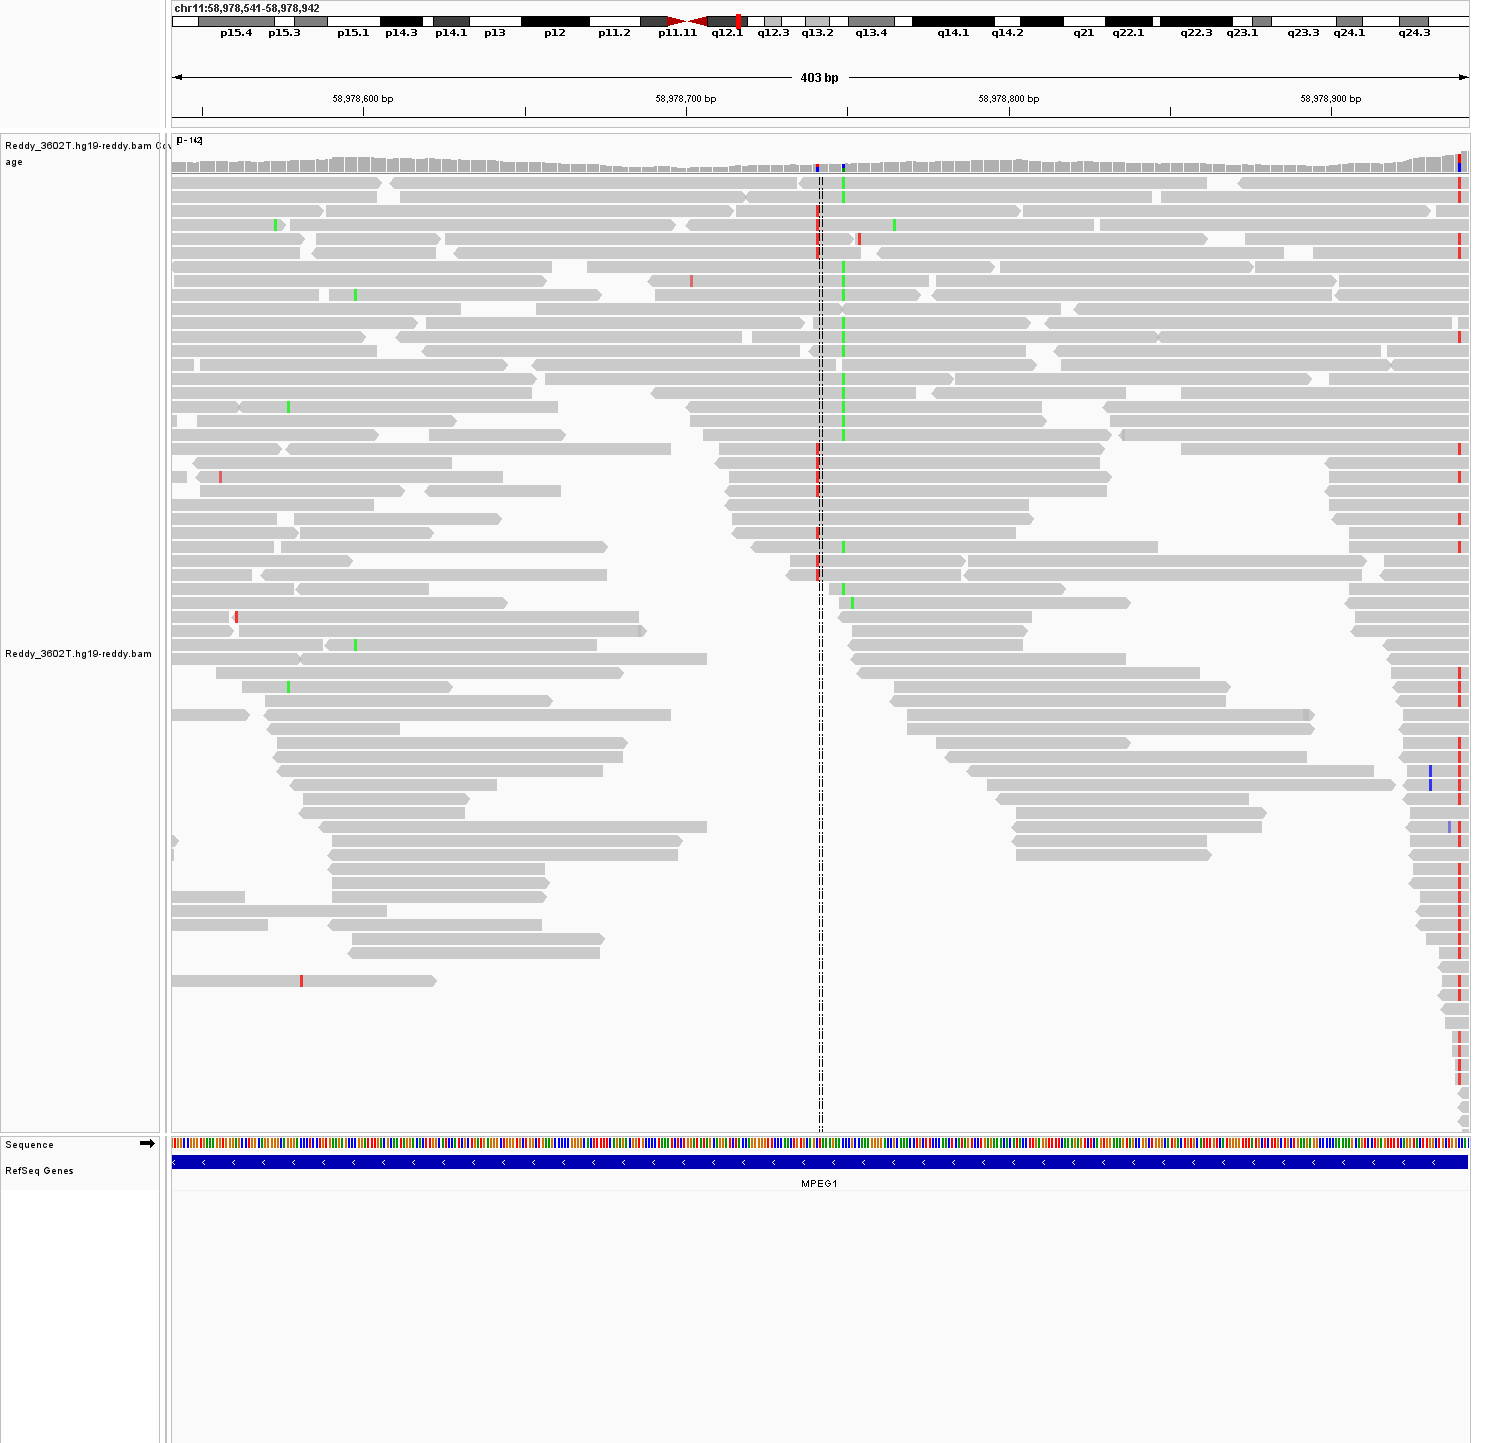 chr11:58,978,541-58,978,942
p15.4 p15.3 p15.1 p14.3 p14.1 p13 p12 p11.2 p11.11 q12.1 q12.3 q13.2 q13.4 q14.1 q14.2 q21 q22.1 q22.3 q23.1 q23.3 q24.1 q24.3
403 bp
58,978,600 bp 58,978,700 bp 58,978,800 bp 58,978,900 bp
[0 - 142]
Reddy_3602T.hg19-reddy.bam Cov
age
Reddy_3602T.hg19-reddy.bam
Sequence
RefSeq Genes
MPEG1